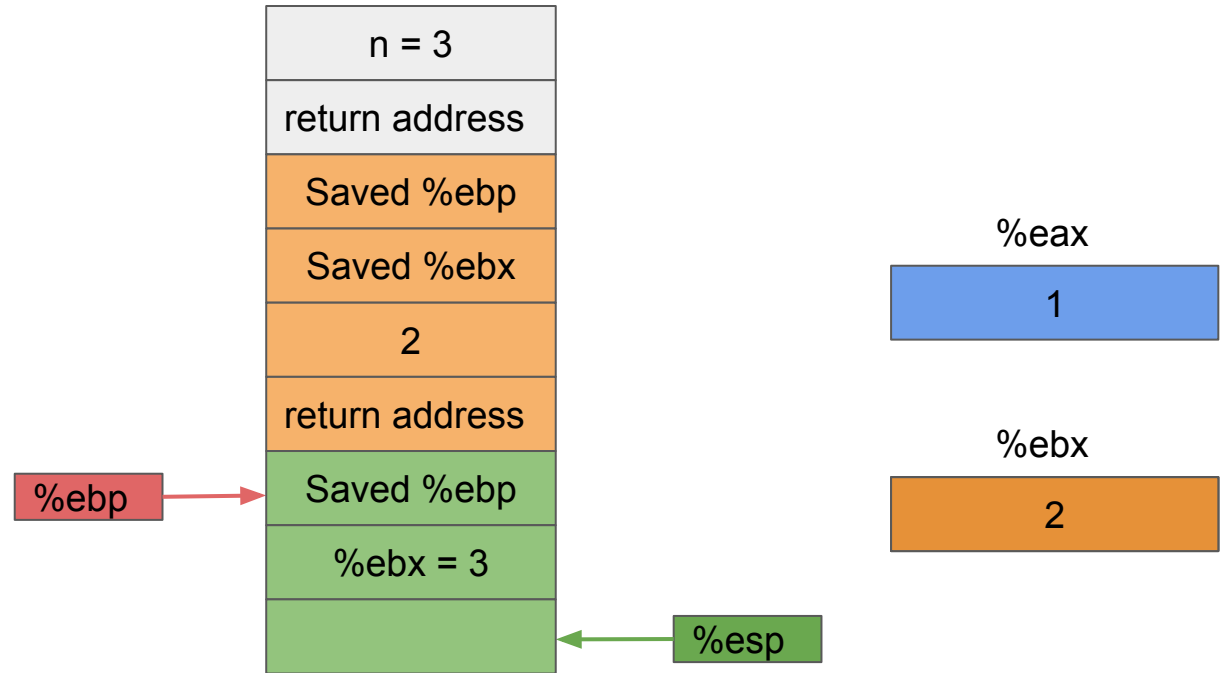 n = 3
return address
Saved %ebp
Saved %ebx
2
return address
Saved %ebp
%ebx = 3
%ebp
%esp
%eax
1
%ebx
2